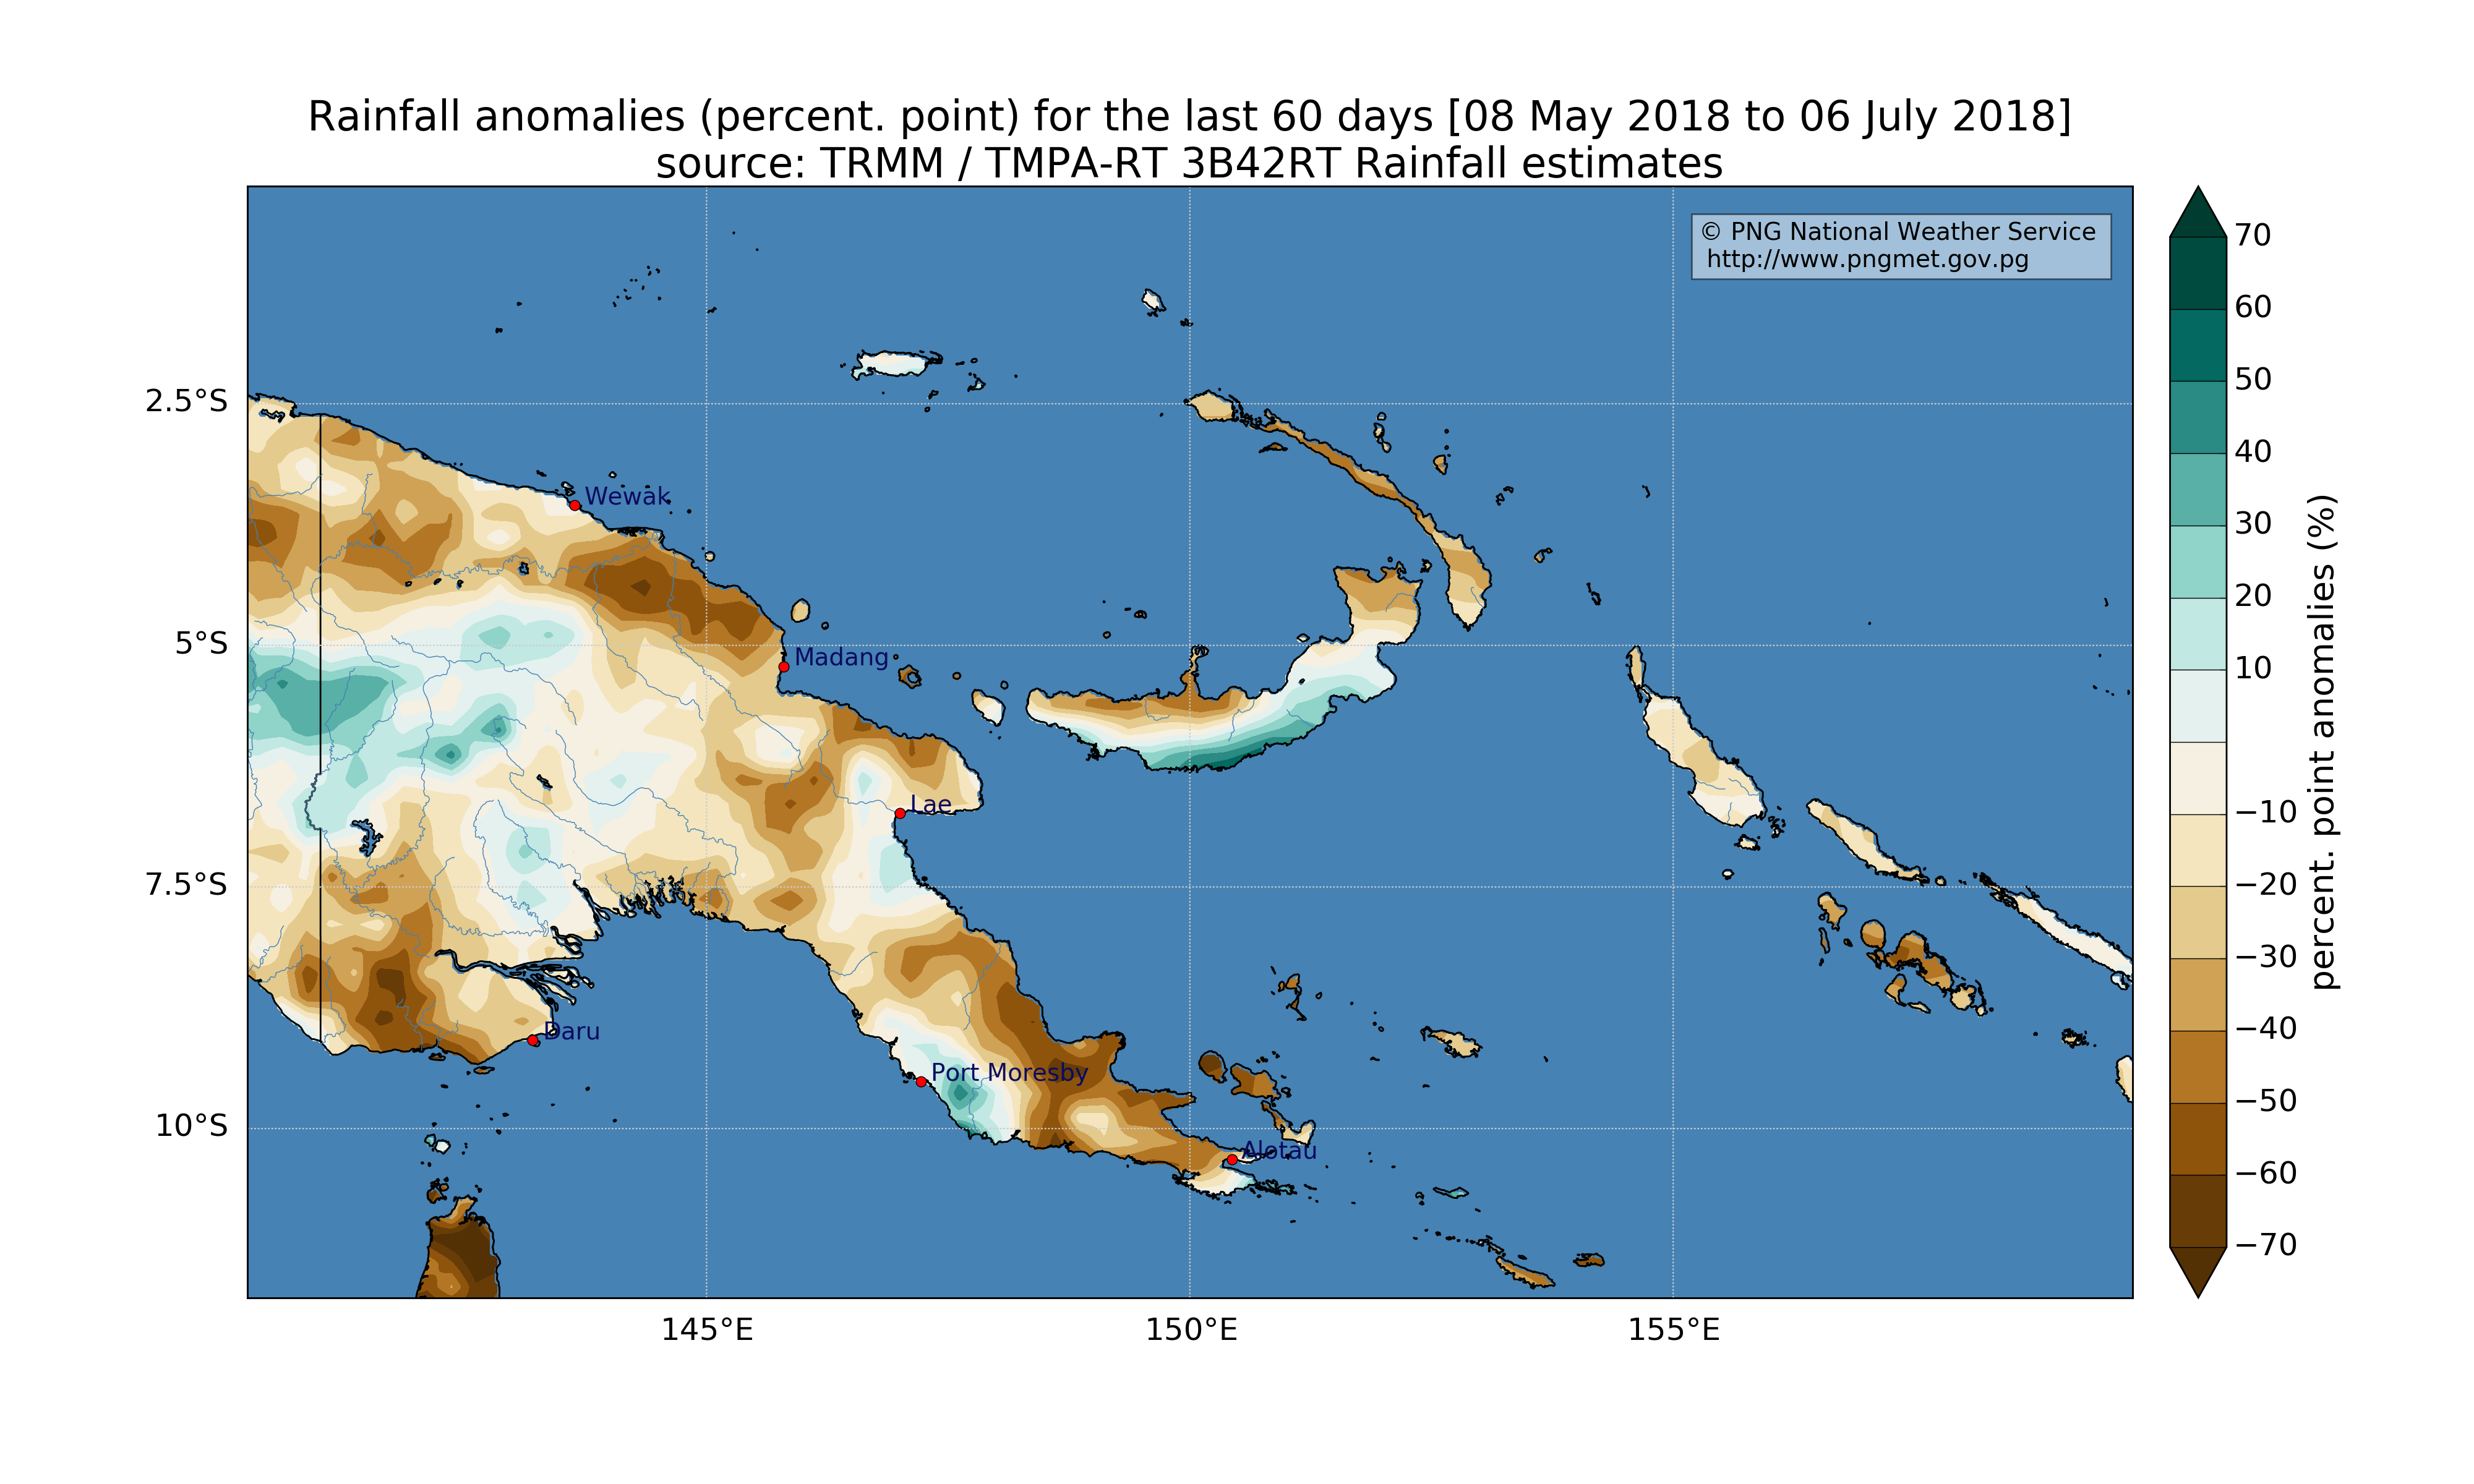 Rainfall anomalies (percent. point) for the last 60 days [08 May 2018 to 06 July 2018]
source: TRMM / TMPA-RT 3B42RT Rainfall estimates
© PNG National Weather Service
http://www.pngmet.gov.pg
2.5°S
5°S
7.5°S
10°S
Wewak
Madang
Lae
Daru
Port Moresby
Alotau
145°E
150°E
155°E
70
60
50
40
30
20
10
−10
−20
−30
−40
−50
−60
−70
percent. point anomalies (%)